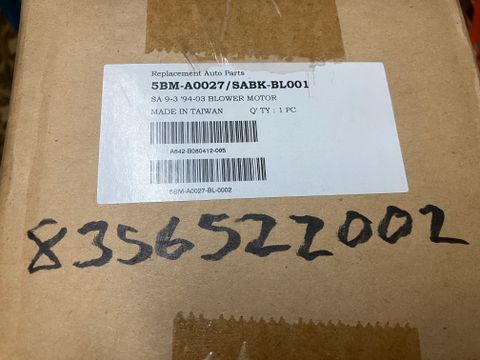 Replacement Auto Parts
5BM-A0027/SABK-BL001
SA 9-3 '94-03 BLOWER MOTOR
MADE IN TAIWAN Q' TY : 1 PC
A642-B060412-005
5BM-A0027-BL-0002
8356522002